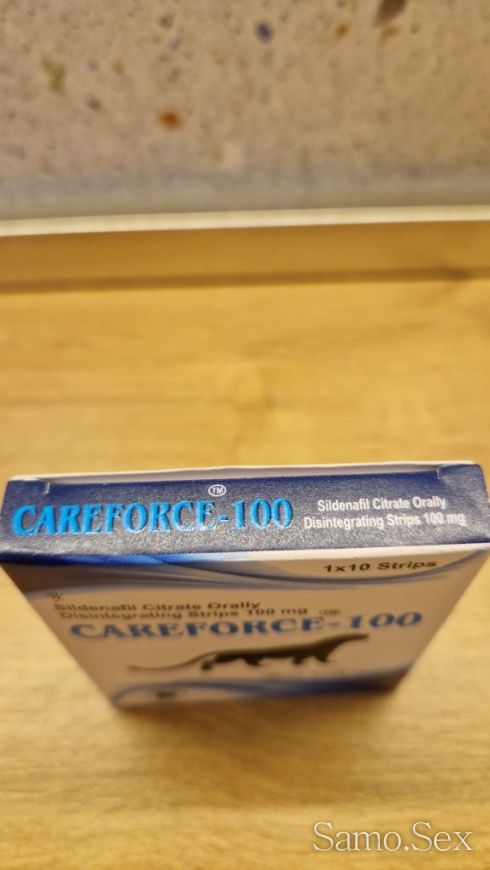 CAREFORCE-100
TM
Sildenafil Citrate Orally
Disintegrating Strips 100 mg
1x10 Strips
Sildenafil Citrate Orally
Disintegrating Strips 100 mg
CAREFORCE-100
Samo.Sex